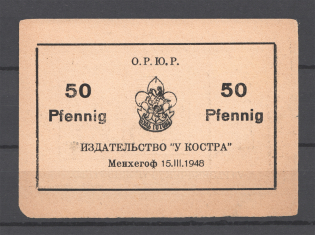 О.Р.Ю.Р.
50 50
Pfennig Pfennig
ИЗДАТЕЛЬСТВО "У КОСТРА"
Менхегоф 15.III.1948